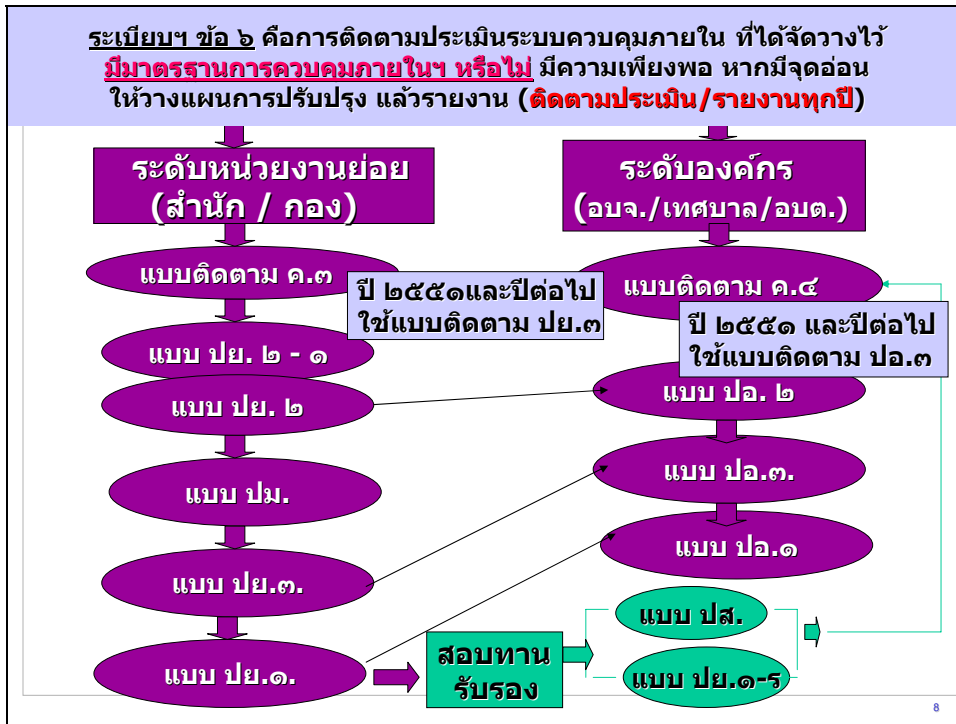 ระเบียบฯ ข้อ ๖ คือการติดตามประเมินระบบควบคุมภายใน ที่ได้จัดวางไว้
มีมาตรฐานการควบคุมภายในฯ หรือไม่ มีความเพียงพอ หากมีจุดอ่อน
ให้วางแผนการปรับปรุง แล้วรายงาน (ติดตามประเมิน/รายงานทุกปี)
ระดับหน่วยงานย่อย
(สำนัก / กอง)
ระดับองค์กร
(อบจ./เทศบาล/อบต.)
แบบติดตาม ค.๓
ปี ๒๕๕๑และปีต่อไป
ใช้แบบติดตาม ปย.๓
แบบติดตาม ค.๔
ปี ๒๕๕๑ และปีต่อไป
ใช้แบบติดตาม ปอ.๓
แบบ ปย. ๒ - ๑
แบบ ปย. ๒
แบบ ปอ. ๒
แบบ ปม.
แบบ ปอ.๓.
แบบ ปย.๓.
แบบ ปอ.๑
แบบ ปย.๑.
สอบทาน
รับรอง
แบบ ปส.
แบบ ปย.๑-ร
8